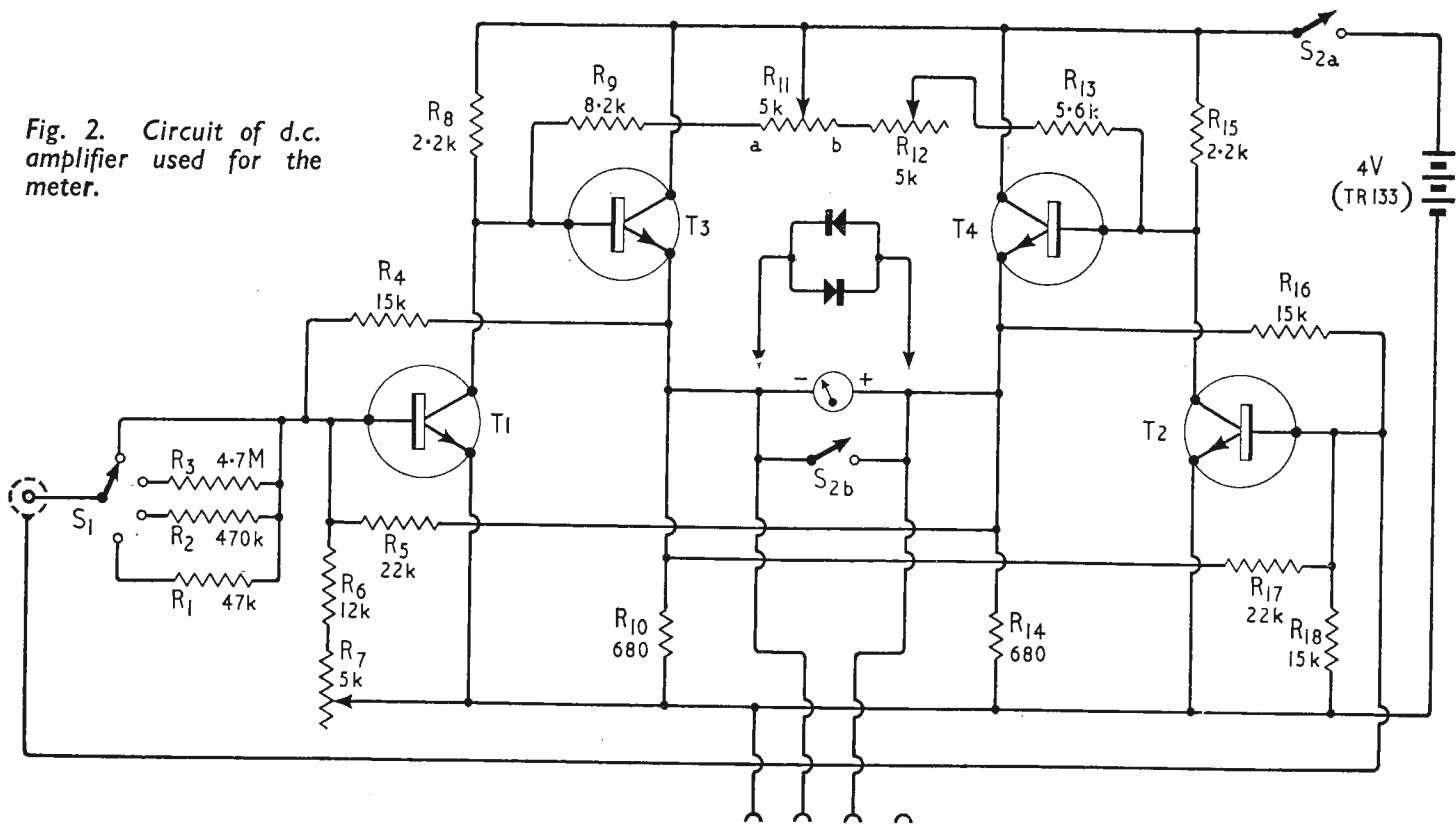 Fig. 2. Circuit of d.c.
amplifier used for the
meter.
R8
2·2k
R9
8·2k
R11
5k
a
b
R12
5k
R13
5·6k
R15
2·2k
S2a
4V
(TR133)
T3
T4
R4
15k
R16
15k
T1
T2
-
+
S2b
S1
R3
4·7M
R2
470k
R1
47k
R5
22k
R6
12k
R7
5k
R10
680
R14
680
R17
22k
R18
15k